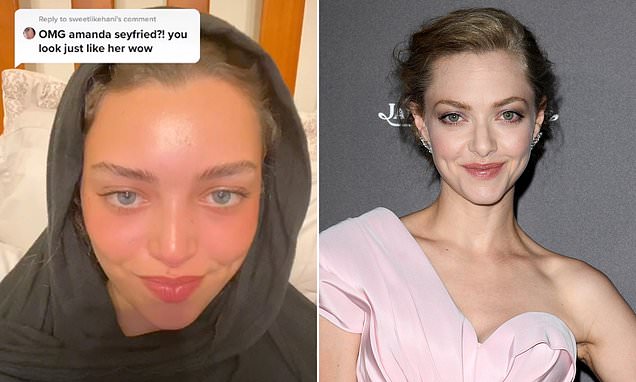 Reply to sweetlikehani's comment
OMG amanda seyfried?! you
look just like her wow